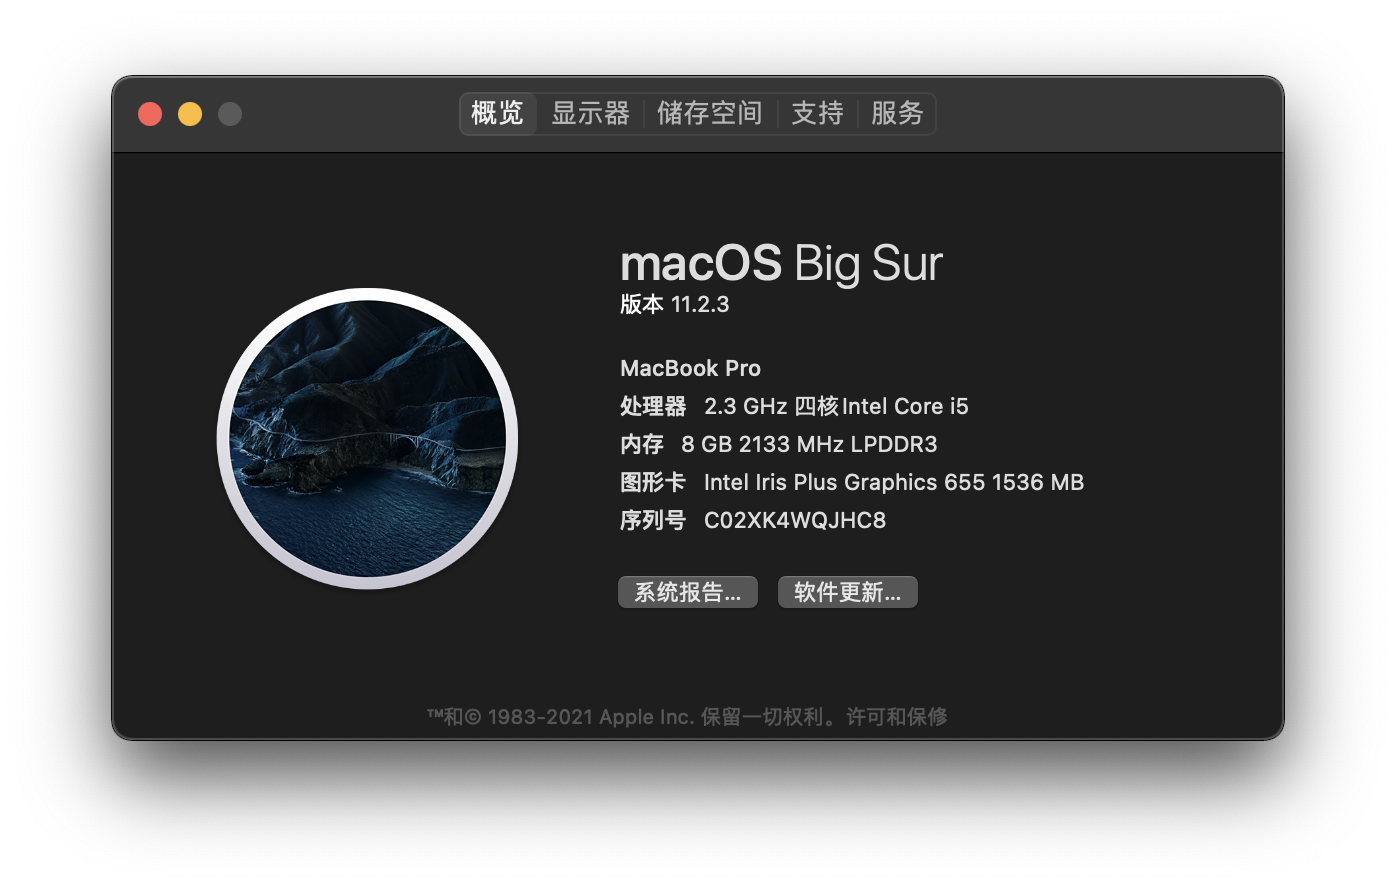 概览 显示器 储存空间 支持 服务
macOS Big Sur
版本 11.2.3
MacBook Pro
处理器 2.3 GHz 四核Intel Core i5
内存 8 GB 2133 MHz LPDDR3
图形卡 Intel Iris Plus Graphics 655 1536 MB
序列号 C02XK4WQJHC8
系统报告... 软件更新...
™和© 1983-2021 Apple Inc. 保留一切权利。许可和保修